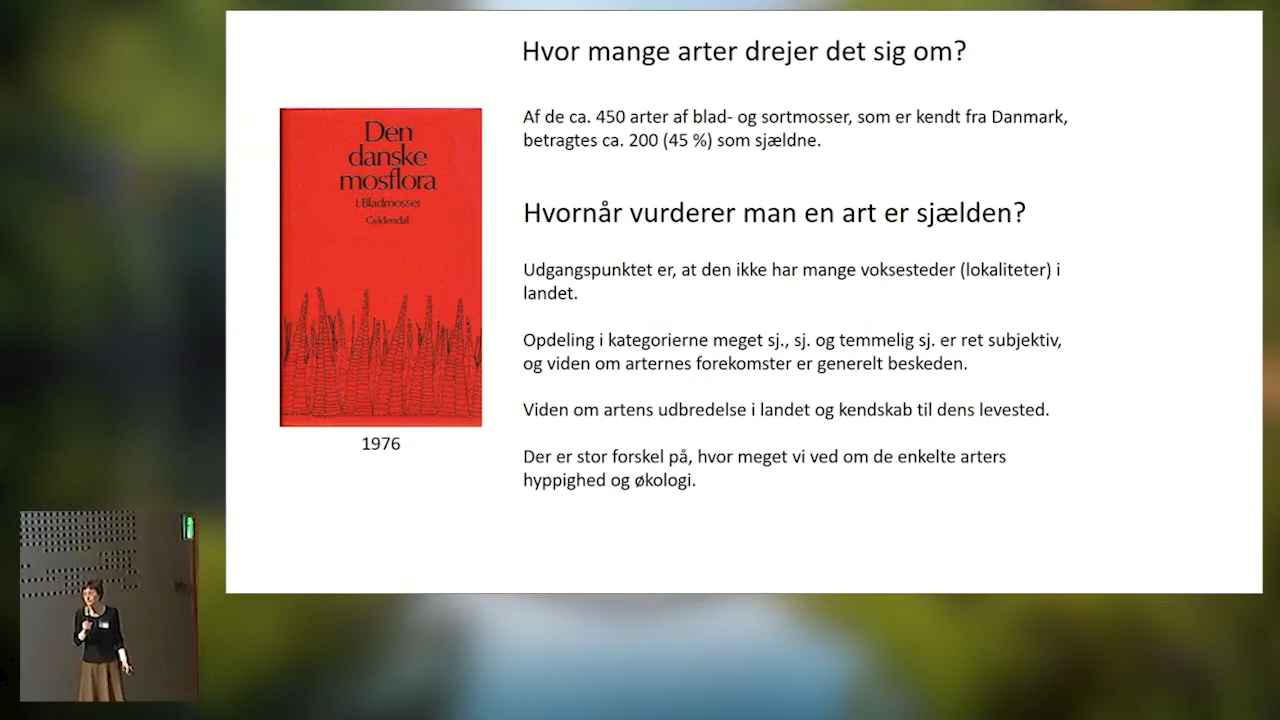 Hvor mange arter drejer det sig om?
Af de ca. 450 arter af blad- og sortmosser, som er kendt fra Danmark,
betragtes ca. 200 (45 %) som sjældne.
Den
danske
mosflora
I. Bladmosser
Gyldendal
1976
Hvornår vurderer man en art er sjælden?
Udgangspunktet er, at den ikke har mange voksesteder (lokaliteter) i
landet.
Opdeling i kategorierne meget sj., sj. og temmelig sj. er ret subjektiv,
og viden om arternes forekomster er generelt beskeden.
Viden om artens udbredelse i landet og kendskab til dens levested.
Der er stor forskel på, hvor meget vi ved om de enkelte arters
hyppighed og økologi.